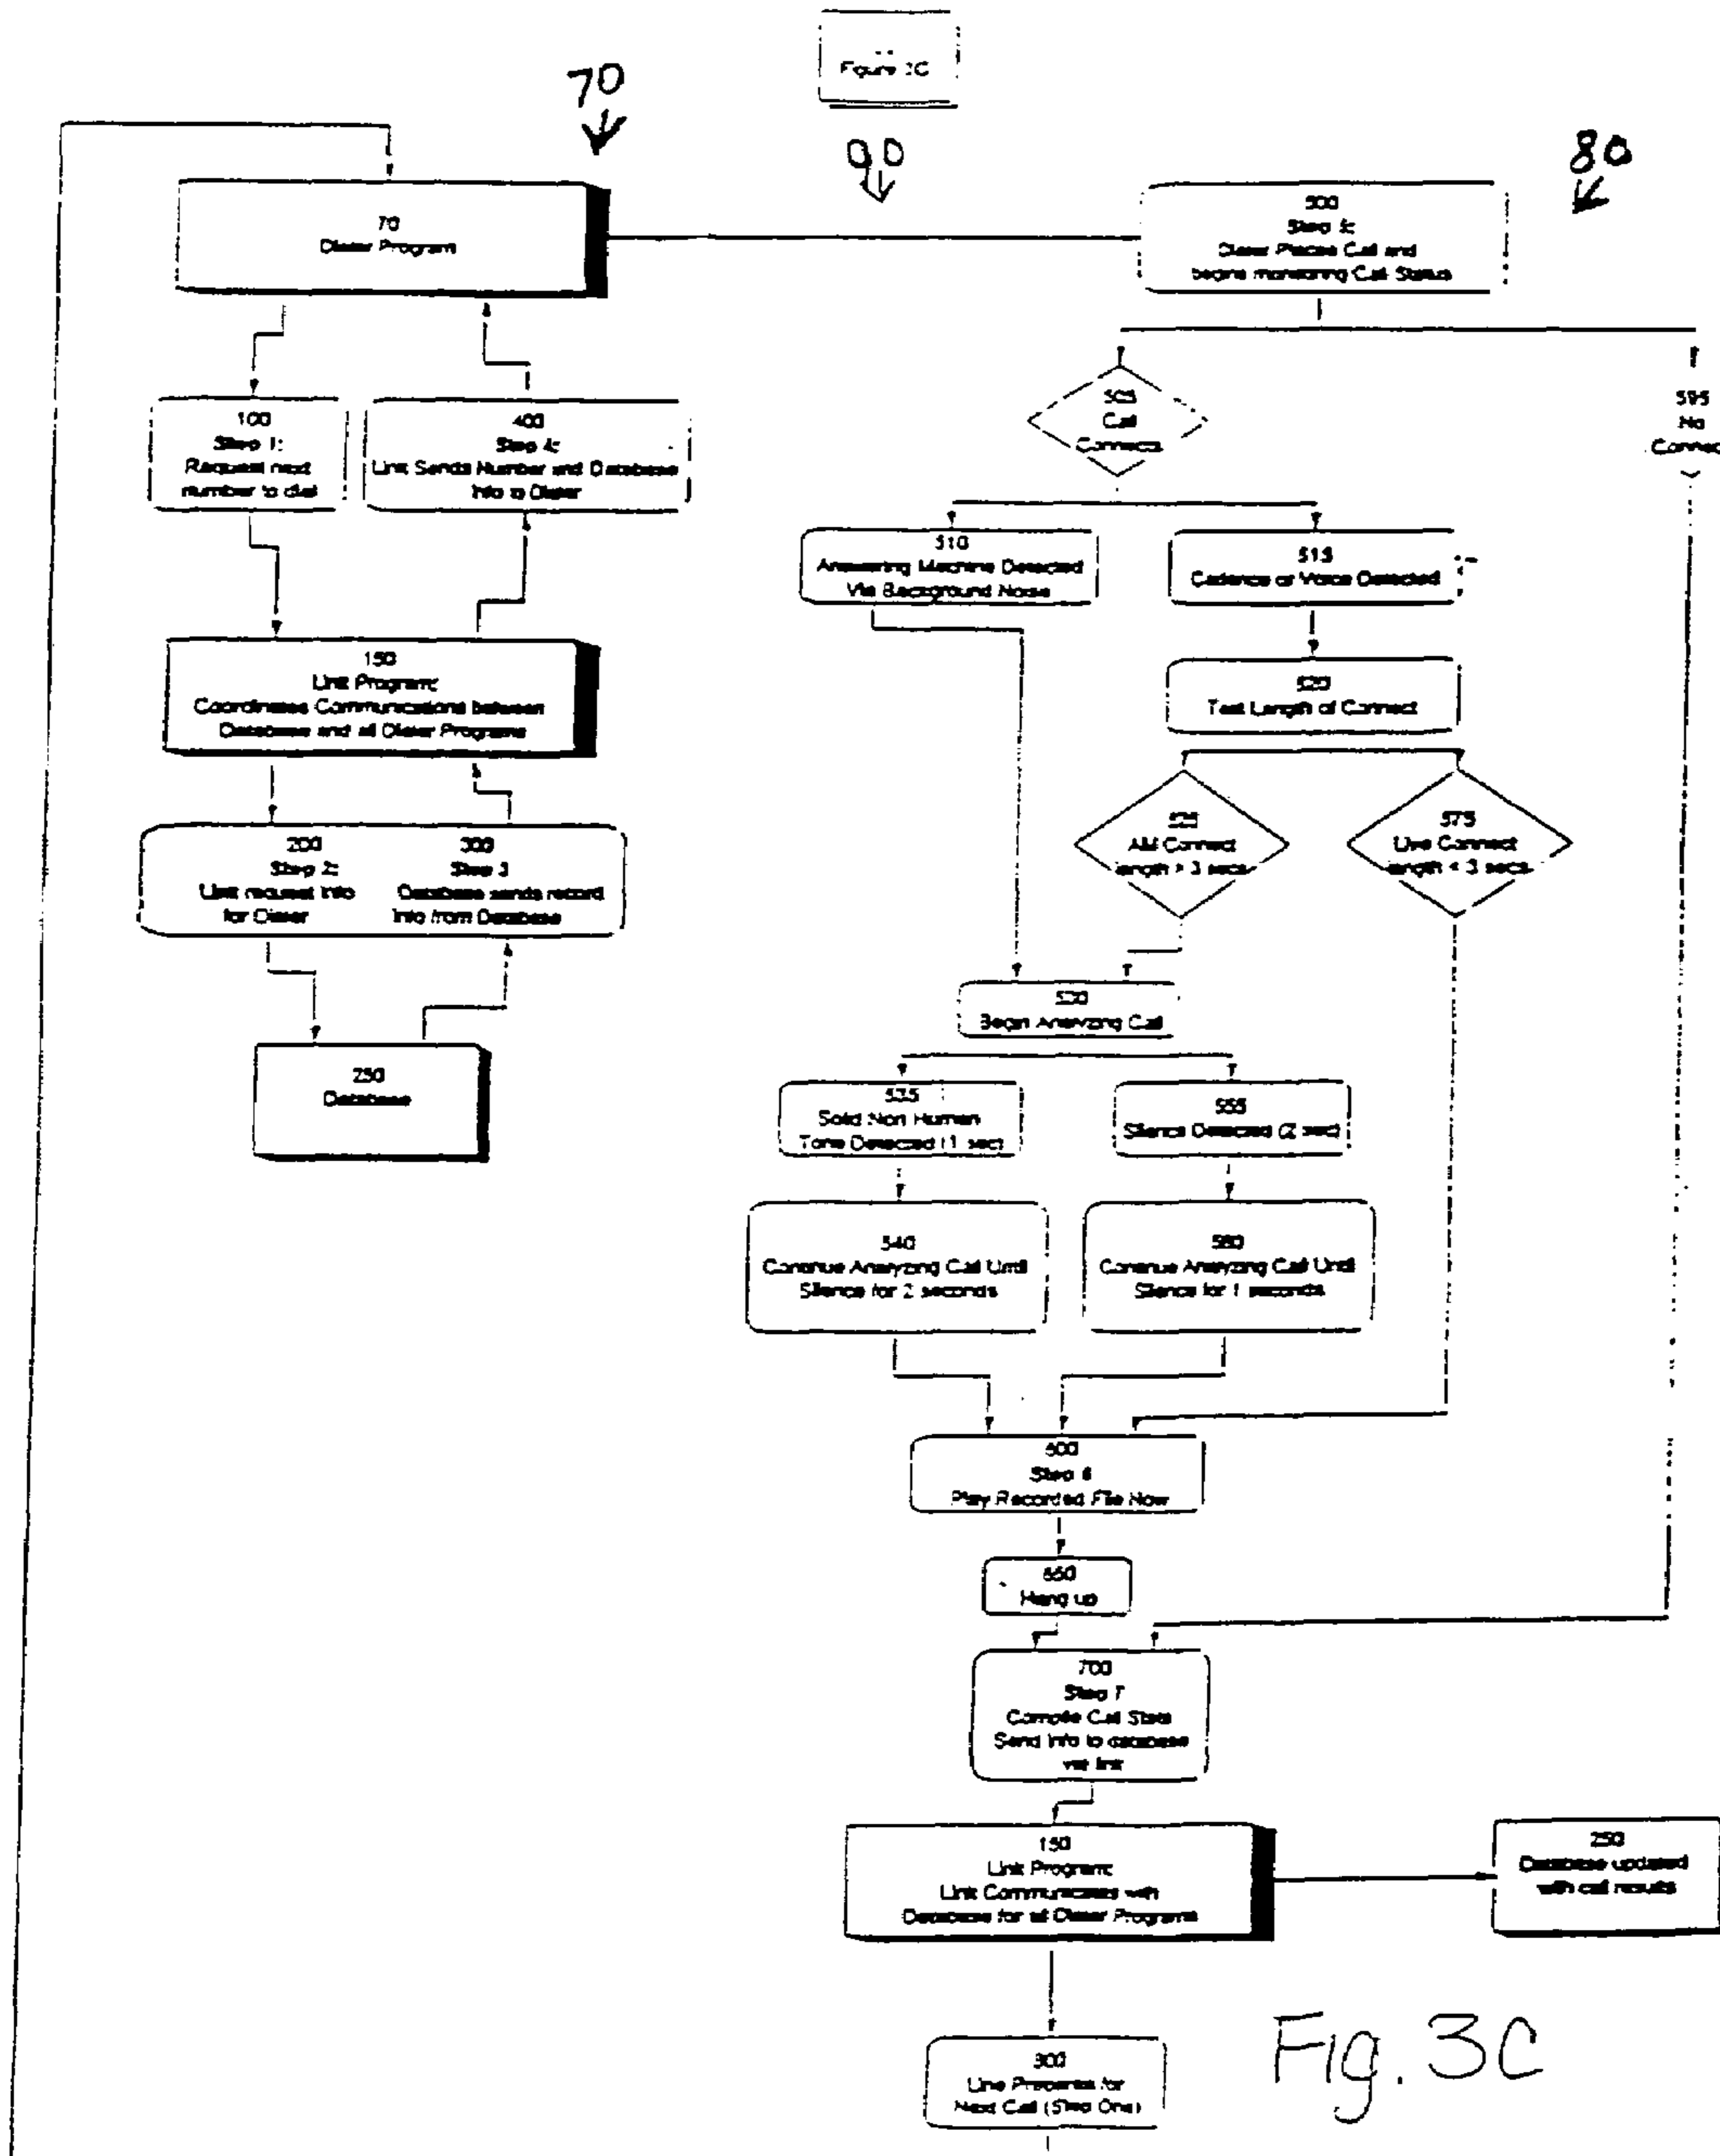 Figure 3C
70
90
80
70
Dialer Program
500
Step 5:
Dialer Places Call and
begins monitoring Call Status
100
Step 1:
Request next
number to dial
400
Step 4:
Link Sends Number and Database
Info to Dialer
505
Call
Connects
595
No
Connect
510
Answering Machine Detected
Via Background Noise
515
Cadence or Voice Detected
150
Link Program:
Coordinates Communications between
Database and all Dialer Programs
520
Test Length of Connect
525
AM Connect
length > 3 secs.
575
Live Connect
length < 3 secs.
200
Step 2:
Link request info
for Dialer
300
Step 3
Database sends record
Info from Database
530
Begin Analyzing Call
250
Database
535
Solid Non Human
Tone Detected (1 sec)
555
Silence Detected (2 sec)
540
Continue Analyzing Call Until
Silence for 2 seconds
560
Continue Analyzing Call Until
Silence for 1 seconds
600
Step 6
Play Recorded File Now
650
Hang up
700
Step 7
Compile Call Stats
Send Info to database
via link
150
Link Program:
Link Communicates with
Database for all Dialer Programs
250
Database updated
with call results
Line Prepares for
Next Call (Step One)
Fig. 3C